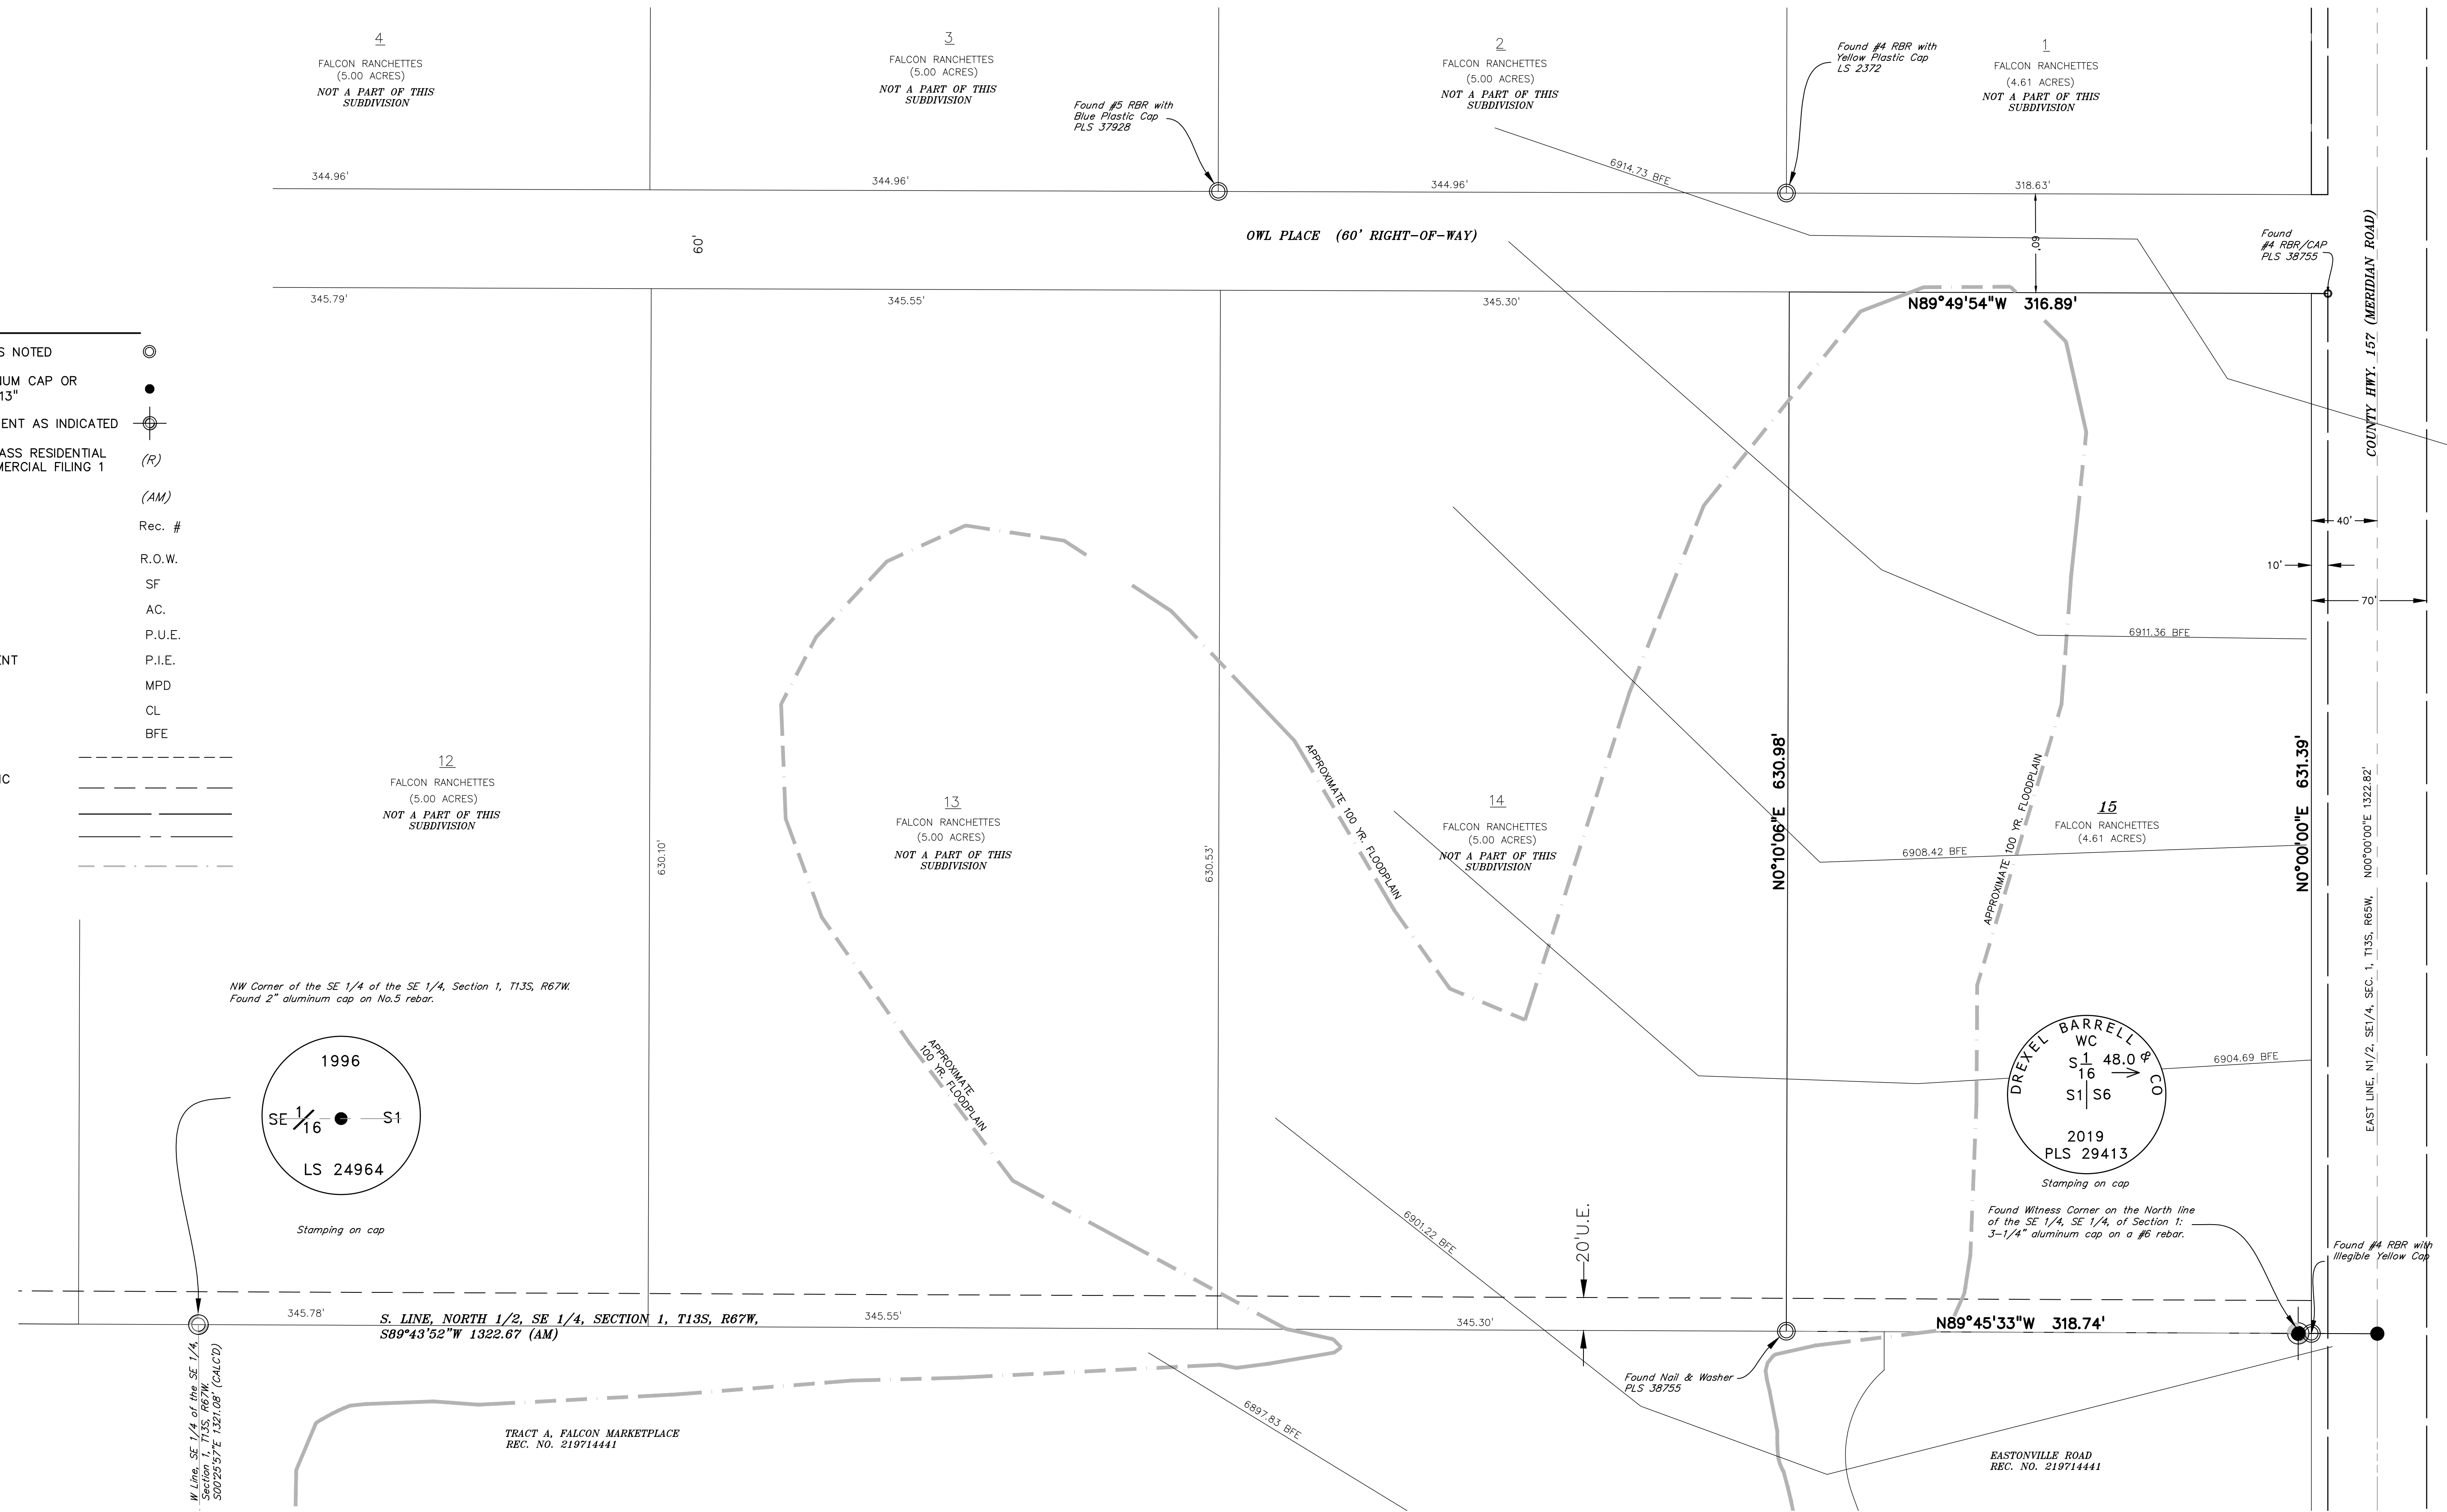 4
FALCON RANCHETTES
(5.00 ACRES)
NOT A PART OF THIS
SUBDIVISION
3
FALCON RANCHETTES
(5.00 ACRES)
NOT A PART OF THIS
SUBDIVISION
Found #5 RBR with
Blue Plastic Cap
PLS 37928
2
FALCON RANCHETTES
(5.00 ACRES)
NOT A PART OF THIS
SUBDIVISION
Found #4 RBR with
Yellow Plastic Cap
LS 2372
1
FALCON RANCHETTES
(4.61 ACRES)
NOT A PART OF THIS
SUBDIVISION
344.96'
344.96'
344.96'
6914.73 BFE
318.63'
60'
OWL PLACE (60' RIGHT-OF-WAY)
60'
Found
#4 RBR/CAP
PLS 38755
COUNTY HWY. 157 (MERIDIAN ROAD)
345.79'
345.55'
345.30'
N89°49'54"W 316.89'
S NOTED
NUM CAP OR
13"
ENT AS INDICATED
ASS RESIDENTIAL
MERCIAL FILING 1
(R)
(AM)
Rec. #
R.O.W.
SF
AC.
P.U.E.
ENT
P.I.E.
MPD
CL
BFE
IC
40'
10'
70'
6911.36 BFE
12
FALCON RANCHETTES
(5.00 ACRES)
NOT A PART OF THIS
SUBDIVISION
630.10'
13
FALCON RANCHETTES
(5.00 ACRES)
NOT A PART OF THIS
SUBDIVISION
630.53'
APPROXIMATE 100 YR. FLOODPLAIN
14
FALCON RANCHETTES
(5.00 ACRES)
NOT A PART OF THIS
SUBDIVISION
N0°10'06"E 630.98'
6908.42 BFE
APPROXIMATE 100 YR. FLOODPLAIN
15
FALCON RANCHETTES
(4.61 ACRES)
N0°00'00"E 631.39'
EAST LINE, N1/2, SE1/4, SEC. 1, T13S, R65W, N00°00'00"E 1322.82'
NW Corner of the SE 1/4 of the SE 1/4, Section 1, T13S, R67W.
Found 2" aluminum cap on No.5 rebar.
1996
SE 1/16 S1
LS 24964
Stamping on cap
APPROXIMATE
100 YR. FLOODPLAIN
DREXEL BARRELL & CO
WC
S 1/16 48.0
S1 S6
2019
PLS 29413
Stamping on cap
6904.69 BFE
Found Witness Corner on the North line
of the SE 1/4, SE 1/4, of Section 1:
3-1/4" aluminum cap on a #6 rebar.
Found #4 RBR with
Illegible Yellow Cap
6901.22 BFE
20'U.E.
345.78'
S. LINE, NORTH 1/2, SE 1/4, SECTION 1, T13S, R67W,
S89°43'52"W 1322.67 (AM)
345.55'
345.30'
N89°45'33"W 318.74'
W Line, SE 1/4 of the SE 1/4,
Section 1, T13S, R67W.
S00°25'57"E 1321.08' (CALC'D)
Found Nail & Washer
PLS 38755
6897.83 BFE
TRACT A, FALCON MARKETPLACE
REC. NO. 219714441
EASTONVILLE ROAD
REC. NO. 219714441